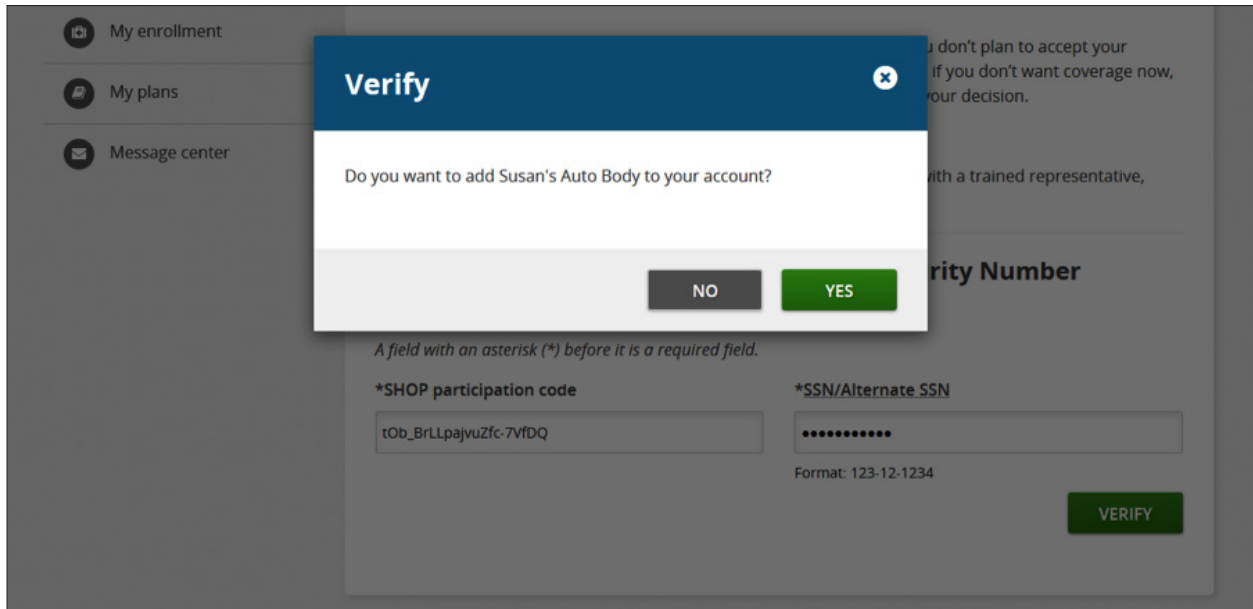 My enrollment
My plans
Message center
don't plan to accept your
if you don't want coverage now,
your decision.
Verify
Do you want to add Susan's Auto Body to your account?
with a trained representative,
NO
YES
Number
A field with an asterisk (*) before it is a required field.
*SHOP participation code
*SSN/Alternate SSN
tOb_BrLLpajvuZfc-7VfDQ
•••••••••••
Format: 123-12-1234
VERIFY